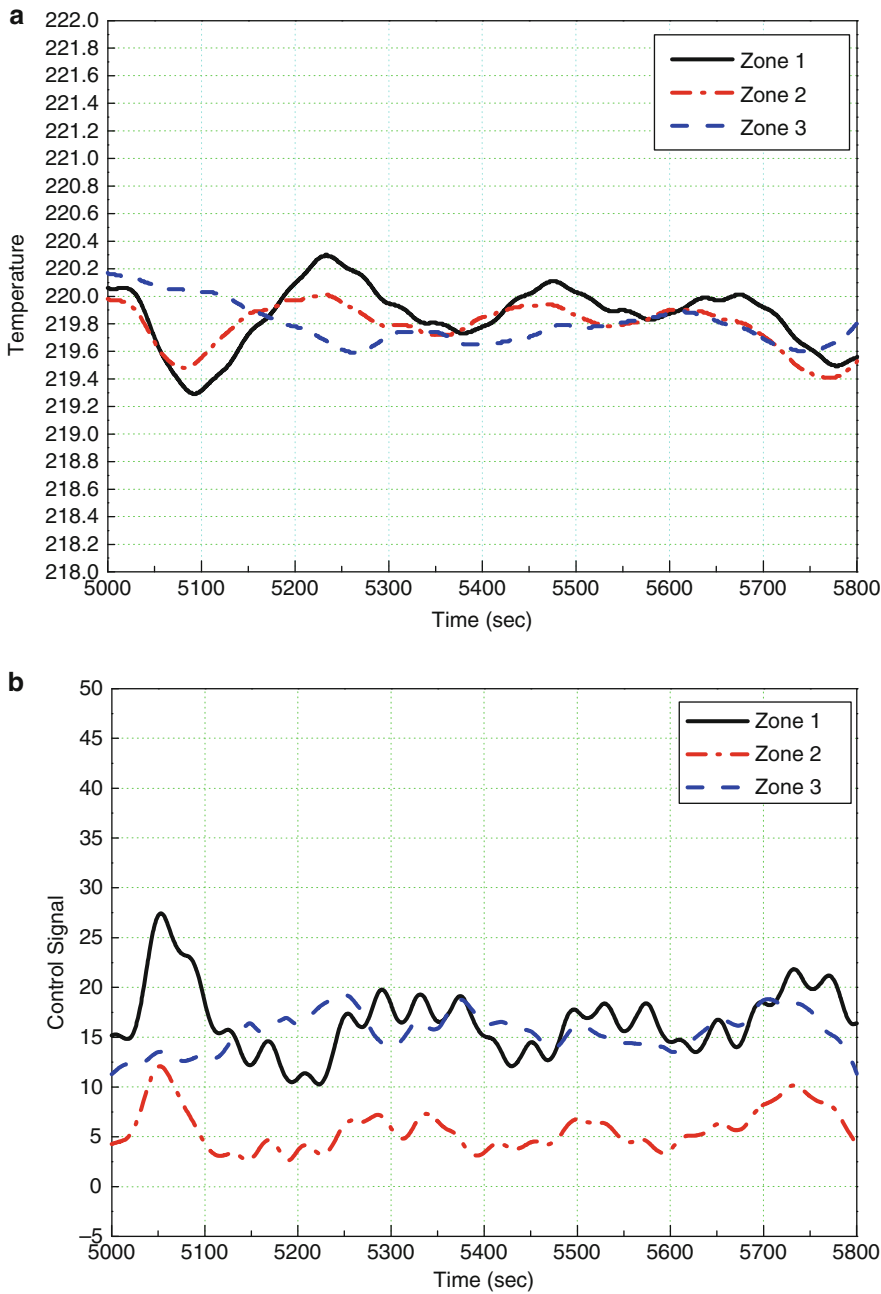 a
222.0
221.8
221.6
221.4
221.2
221.0
220.8
220.6
220.4
220.2
220.0
219.8
219.6
219.4
219.2
219.0
218.8
218.6
218.4
218.2
218.0
Temperature
Zone 1
Zone 2
Zone 3
5000 5100 5200 5300 5400 5500 5600 5700 5800
Time (sec)
b
50
45
40
35
30
25
20
15
10
5
0
–5
Control Signal
Zone 1
Zone 2
Zone 3
5000 5100 5200 5300 5400 5500 5600 5700 5800
Time (sec)